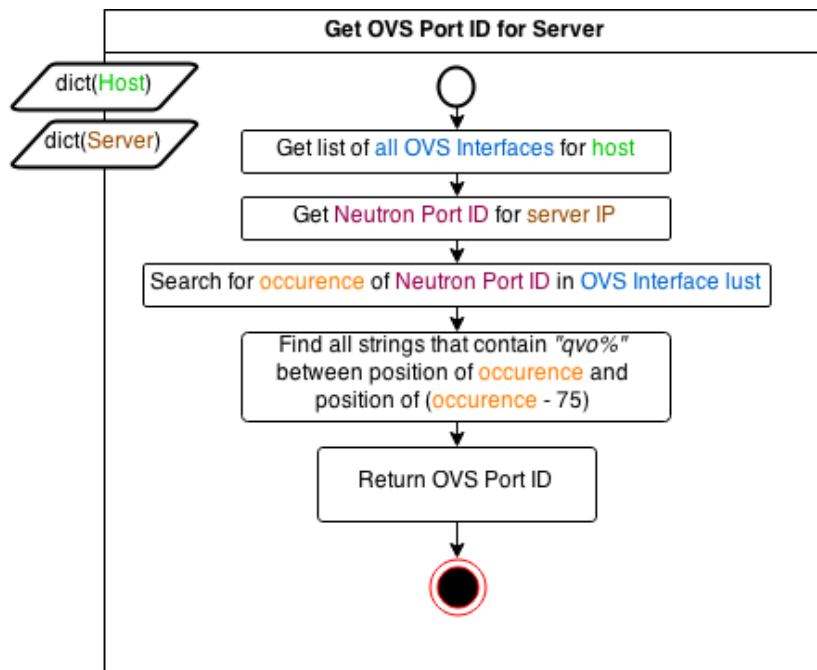 Get OVS Port ID for Server
dict(Host)
dict(Server)
Get list of all OVS Interfaces for host
Get Neutron Port ID for server IP
Search for occurence of Neutron Port ID in OVS Interface lust
Find all strings that contain "qvo%"
between position of occurence and
position of (occurence - 75)
Return OVS Port ID